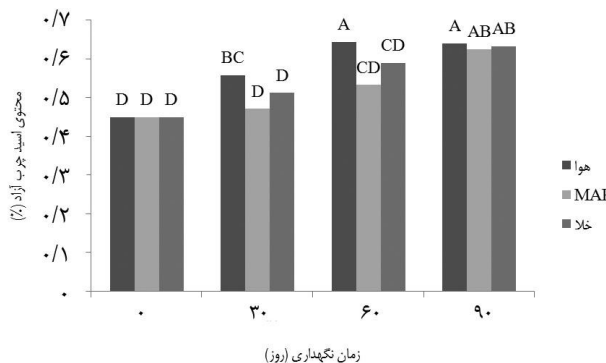 محتوی اسید چرب آزاد (٪)
۰/۷
۰/۶
۰/۵
۰/۴
۰/۳
۰/۲
۰/۱
۰
D D D
BC D D
A CD CD
A AB AB
۰ ۳۰ ۶۰ ۹۰
زمان نگهداری (روز)
هوا
MAP
خلا